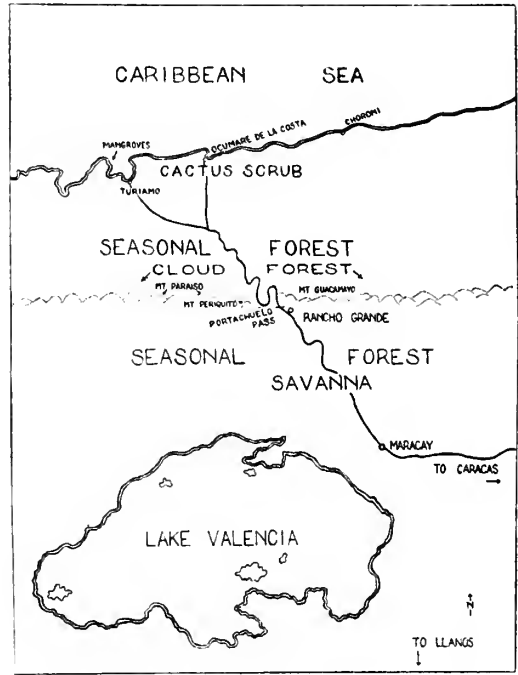 CARIBBEAN SEA
OCUMARE DE LA COSTA
CHORONI
MANGROVES
CACTUS SCRUB
TURIAMO
SEASONAL FOREST
CLOUD FOREST
MT. PARAISO
MT GUACAMAYO
MT PERIQUITO
PORTACHUELO
PASS
RANCHO GRANDE
SEASONAL FOREST
SAVANNA
MARACAY
TO CARACAS
LAKE VALENCIA
N
TO LLANOS